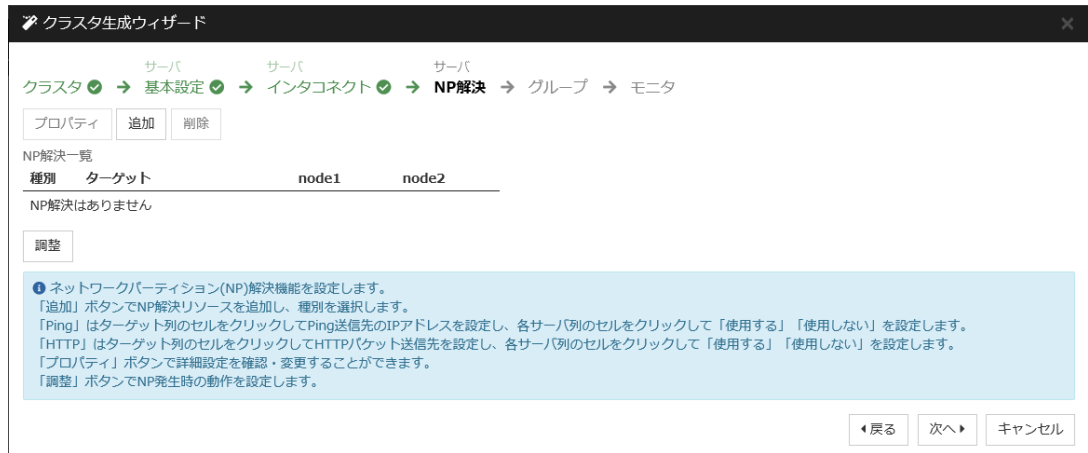 クラスタ生成ウィザード
サーバ サーバ サーバ
クラスタ → 基本設定 → インタコネクト → NP解決 → グループ → モニタ
プロパティ 追加 削除
NP解決一覧
種別 ターゲット node1 node2
NP解決はありません
調整
ネットワークパーティション(NP)解決機能を設定します。
「追加」ボタンでNP解決リソースを追加し、種別を選択します。
「Ping」はターゲット列のセルをクリックしてPing送信先のIPアドレスを設定し、各サーバ列のセルをクリックして「使用する」「使用しない」を設定します。
「HTTP」はターゲット列のセルをクリックしてHTTPパケット送信先を設定し、各サーバ列のセルをクリックして「使用する」「使用しない」を設定します。
「プロパティ」ボタンで詳細設定を確認・変更することができます。
「調整」ボタンでNP発生時の動作を設定します。
戻る 次へ キャンセル